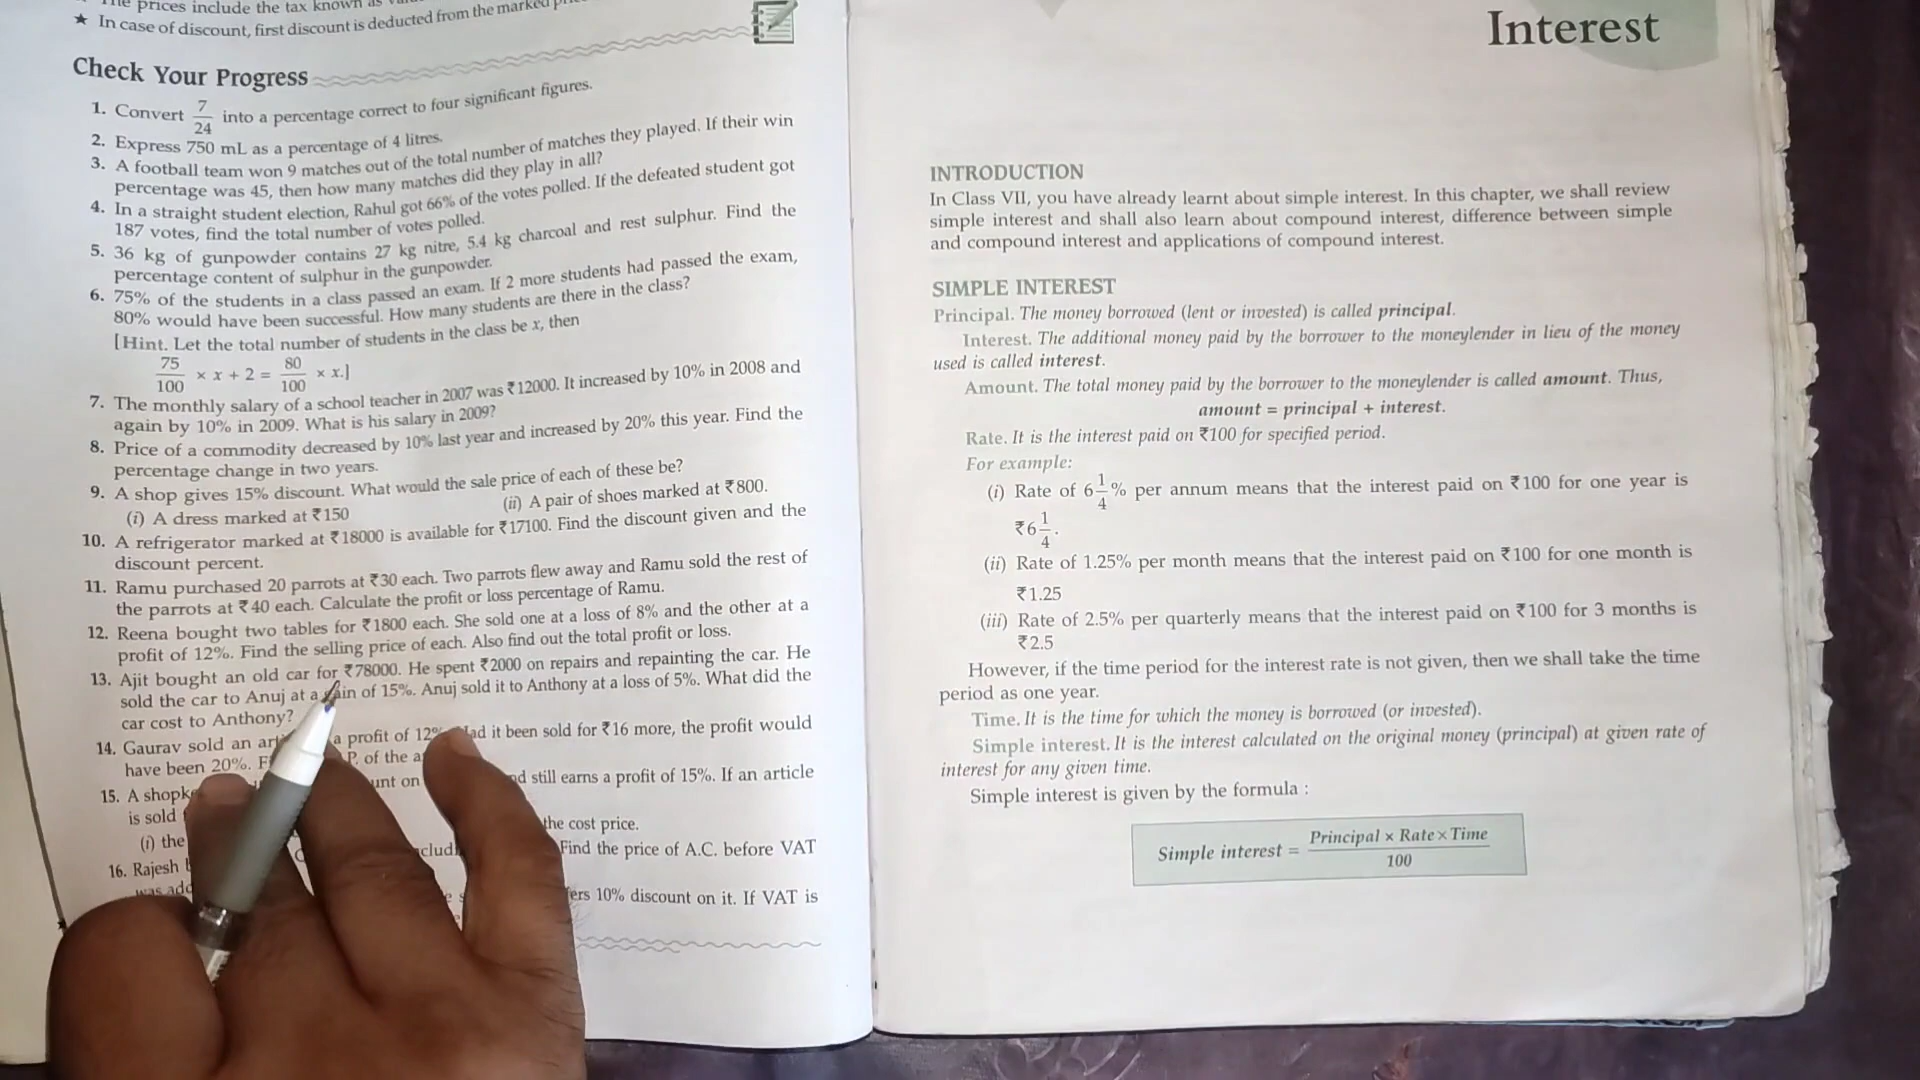 prices include the tax known as
★ In case of discount, first discount is deducted from the marked
Check Your Progress
1. Convert 7/24 into a percentage correct to four significant figures.
2. Express 750 mL as a percentage of 4 litres.
3. A football team won 9 matches out of the total number of matches they played. If their win
percentage was 45, then how many matches did they play in all?
4. In a straight student election, Rahul got 66% of the votes polled. If the defeated student got
187 votes, find the total number of votes polled.
5. 36 kg of gunpowder contains 27 kg nitre, 5.4 kg charcoal and rest sulphur. Find the
percentage content of sulphur in the gunpowder.
6. 75% of the students in a class passed an exam. If 2 more students had passed the exam,
80% would have been successful. How many students are there in the class?
[Hint. Let the total number of students in the class be x, then
75/100 × x + 2 = 80/100 × x.]
7. The monthly salary of a school teacher in 2007 was ₹12000. It increased by 10% in 2008 and
again by 10% in 2009. What is his salary in 2009?
8. Price of a commodity decreased by 10% last year and increased by 20% this year. Find the
percentage change in two years.
9. A shop gives 15% discount. What would the sale price of each of these be?
(i) A dress marked at ₹150 (ii) A pair of shoes marked at ₹800.
10. A refrigerator marked at ₹18000 is available for ₹17100. Find the discount given and the
discount percent.
11. Ramu purchased 20 parrots at ₹30 each. Two parrots flew away and Ramu sold the rest of
the parrots at ₹40 each. Calculate the profit or loss percentage of Ramu.
12. Reena bought two tables for ₹1800 each. She sold one at a loss of 8% and the other at a
profit of 12%. Find the selling price of each. Also find out the total profit or loss.
13. Ajit bought an old car for ₹78000. He spent ₹2000 on repairs and repainting the car. He
sold the car to Anuj at a gain of 15%. Anuj sold it to Anthony at a loss of 5%. What did the
car cost to Anthony?
14. Gaurav sold an a profit of 12% it been sold for ₹16 more, the profit would
have been 20%. P. of the
15. A on still earns a profit of 15%. If an article
is sold
(i) the the cost price.
16. Rajesh Find the price of A.C. before VAT
was
10% discount on it. If VAT is
Interest
INTRODUCTION
In Class VII, you have already learnt about simple interest. In this chapter, we shall review
simple interest and shall also learn about compound interest, difference between simple
and compound interest and applications of compound interest.
SIMPLE INTEREST
Principal. The money borrowed (lent or invested) is called principal.
Interest. The additional money paid by the borrower to the moneylender in lieu of the money
used is called interest.
Amount. The total money paid by the borrower to the moneylender is called amount. Thus,
amount = principal + interest.
Rate. It is the interest paid on ₹100 for specified period.
For example:
(i) Rate of 6 1/4% per annum means that the interest paid on ₹100 for one year is
₹6 1/4.
(ii) Rate of 1.25% per month means that the interest paid on ₹100 for one month is
₹1.25
(iii) Rate of 2.5% per quarterly means that the interest paid on ₹100 for 3 months is
₹2.5
However, if the time period for the interest rate is not given, then we shall take the time
period as one year.
Time. It is the time for which the money is borrowed (or invested).
Simple interest. It is the interest calculated on the original money (principal) at given rate of
interest for any given time.
Simple interest is given by the formula :
Simple interest = Principal × Rate × Time / 100